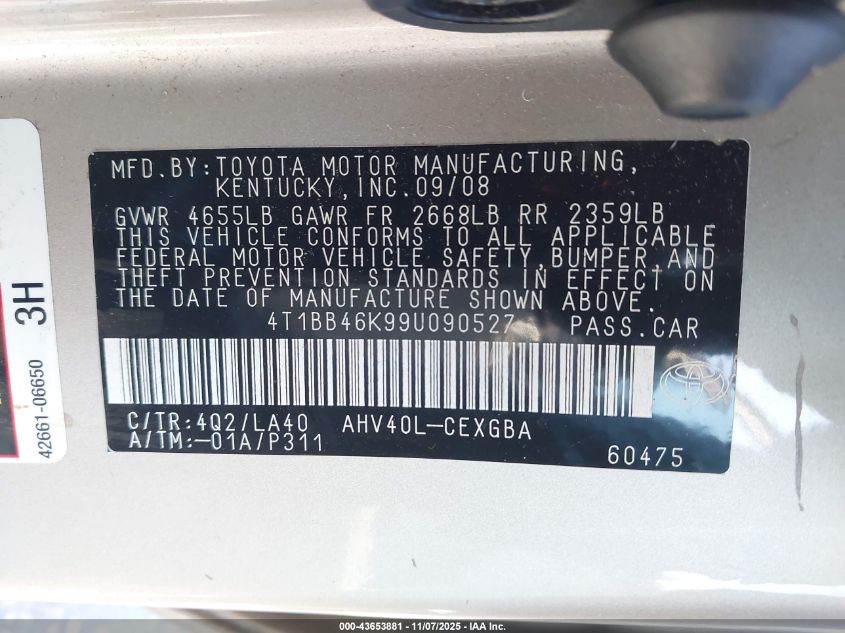 MFD. BY: TOYOTA MOTOR MANUFACTURING,
KENTUCKY, INC. 09/08
GVWR 4655LB GAWR FR 2668LB RR 2359LB
THIS VEHICLE CONFORMS TO ALL APPLICABLE
FEDERAL MOTOR VEHICLE SAFETY, BUMPER, AND
THEFT PREVENTION STANDARDS IN EFFECT ON
THE DATE OF MANUFACTURE SHOWN ABOVE.
4T1BB46K99U090527 PASS. CAR
C/TR: 4Q2/LA40 AHV40L-CEXGBA
A/TM: -01A/P311
60475
42661-06650 3H
000-43653881 | 11/07/2025 - IAA Inc.